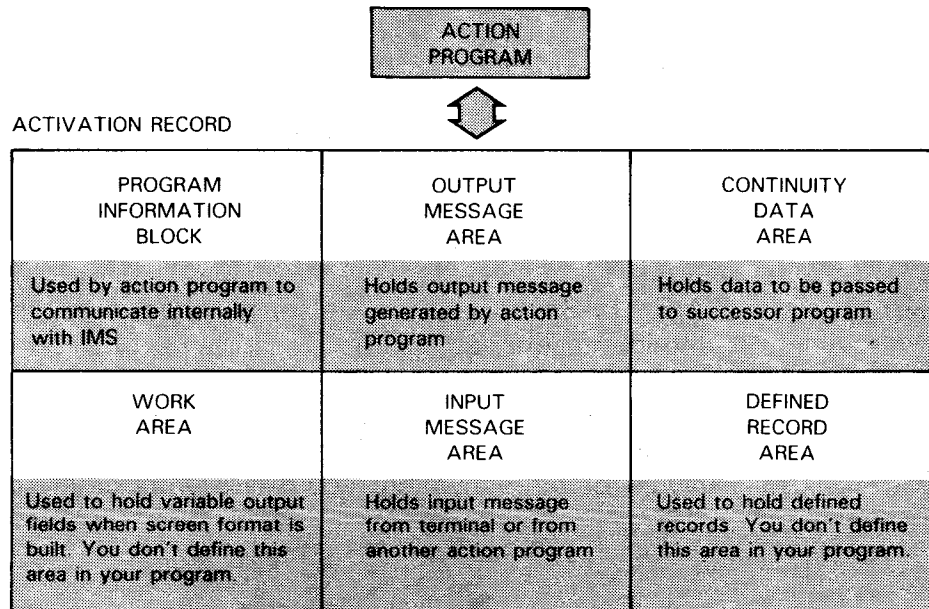 ACTION
PROGRAM
ACTIVATION RECORD
PROGRAM
INFORMATION
BLOCK
Used by action program to
communicate internally
with IMS
OUTPUT
MESSAGE
AREA
Holds output message
generated by action
program
CONTINUITY
DATA
AREA
Holds data to be passed
to successor program
WORK
AREA
Used to hold variable output
fields when screen format is
built. You don't define this
area in your program.
INPUT
MESSAGE
AREA
Holds input message
from terminal or from
another action program
DEFINED
RECORD
AREA
Used to hold defined
records. You don't define
this area in your program.